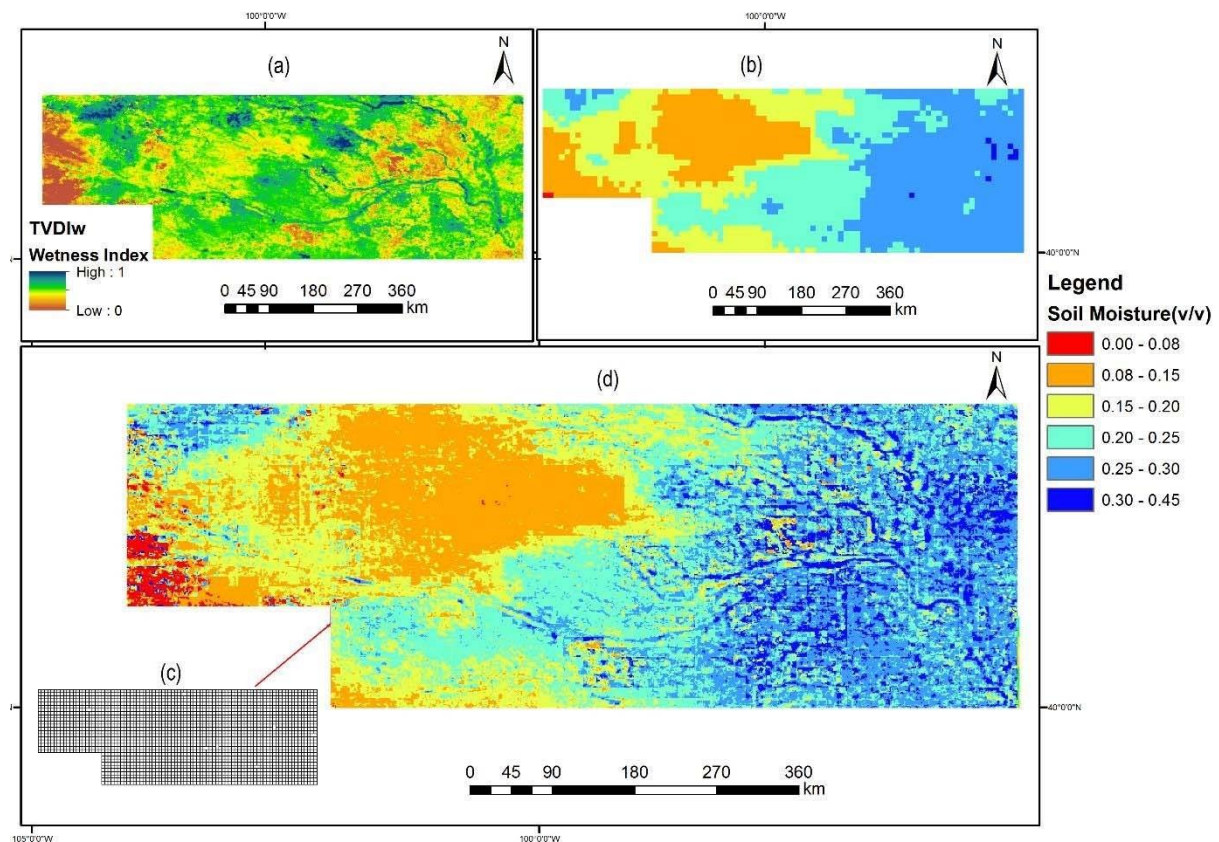 100°0'0"W
100°0'0"W
(a)
N
(b)
N
TVDIw
Wetness Index
High : 1
Low : 0
0 45 90 180 270 360
km
0 45 90 180 270 360
km
40°0'0"N
Legend
Soil Moisture(v/v)
0.00 - 0.08
0.08 - 0.15
0.15 - 0.20
0.20 - 0.25
0.25 - 0.30
0.30 - 0.45
(d)
N
(c)
40°0'0"N
0 45 90 180 270 360
km
105°0'0"W
100°0'0"W